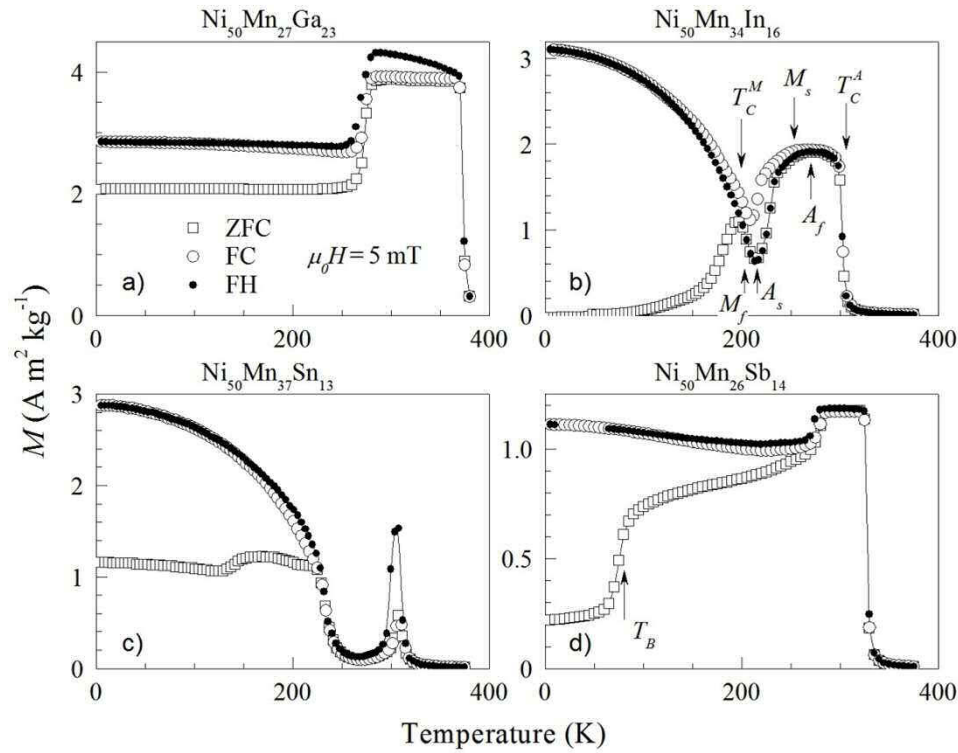 Ni₅₀Mn₂₇Ga₂₃
Ni₅₀Mn₃₄In₁₆
4
2
0
0
200
400
ZFC
FC
FH
μ₀H = 5 mT
a)
3
2
1
0
0
200
400
T_C^M
M_s
T_C^A
A_f
M_f
A_s
b)
M (A m² kg⁻¹)
Ni₅₀Mn₃₇Sn₁₃
Ni₅₀Mn₂₆Sb₁₄
3
2
1
0
0
200
400
c)
1.0
0.5
0.0
0
200
400
T_B
d)
Temperature (K)